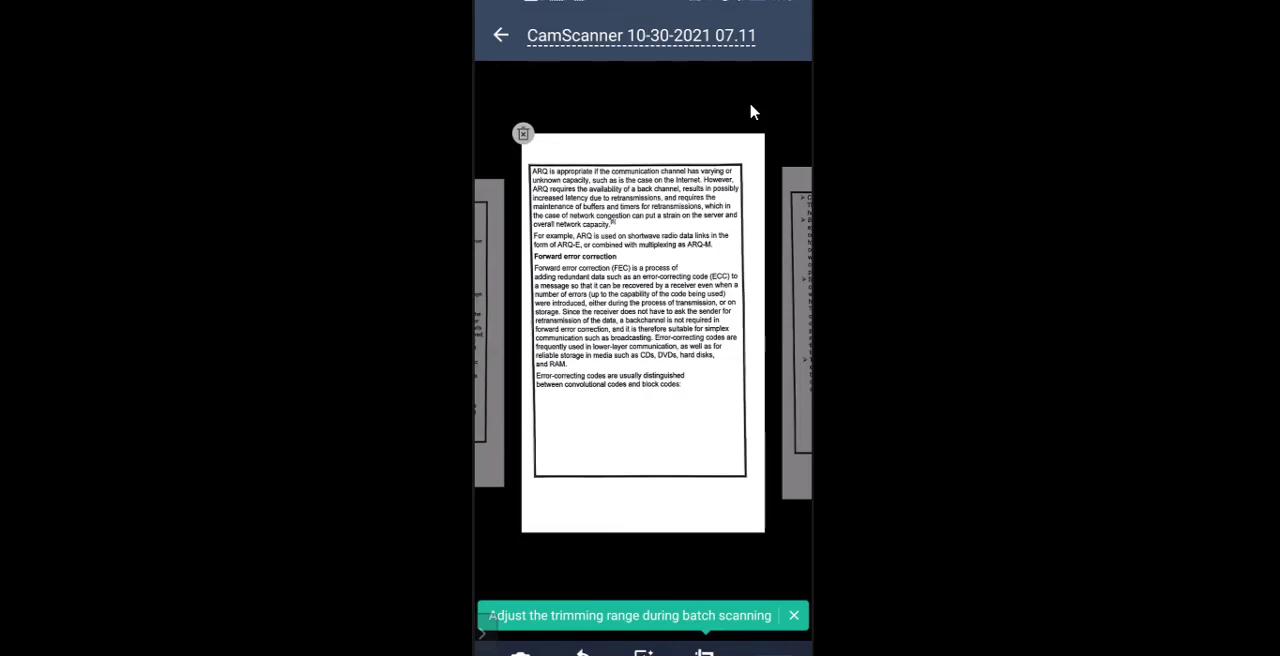 CamScanner 10-30-2021 07.11
ARQ is appropriate if the communication channel has varying or
unknown capacity, such as is the case on the Internet. However,
ARQ requires the availability of a back channel, results in possibly
increased latency due to retransmissions, and requires the
maintenance of buffers and timers for retransmissions, which in
the case of network congestion can put a strain on the server and
overall network capacity.
For example, ARQ is used on shortwave radio data links in the
form of ARQ-E, or combined with multiplexing as ARQ-M.
Forward error correction
Forward error correction (FEC) is a process of
adding redundant data such as an error-correcting code (ECC) to
a message so that it can be recovered by a receiver even when a
number of errors (up to the capability of the code being used)
were introduced, either during the process of transmission, or on
storage. Since the receiver does not have to ask the sender for
retransmission of the data, a backchannel is not required in
forward error correction, and it is therefore suitable for simplex
communication such as broadcasting. Error-correcting codes are
frequently used in lower-layer communication, as well as for
reliable storage in media such as CDs, DVDs, hard disks,
and RAM.
Error-correcting codes are usually distinguished
between convolutional codes and block codes:
Adjust the trimming range during batch scanning